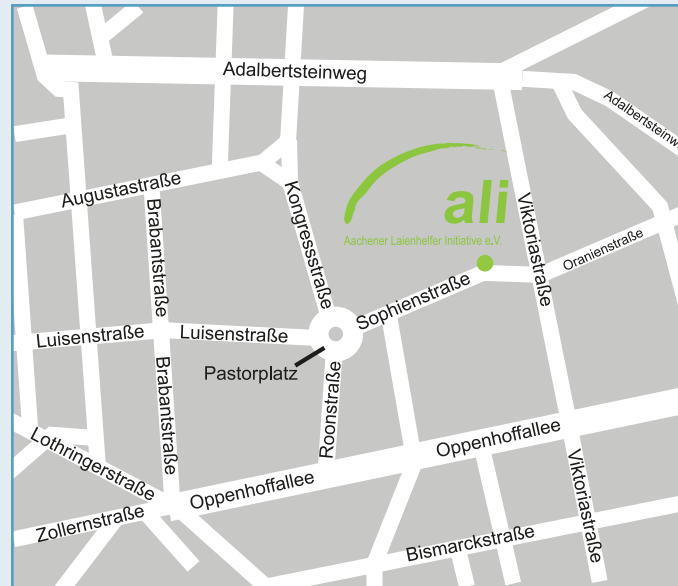 Adalbertsteinweg
Adalbertsteinw
Augustastraße
Brabantstraße
Kongressstraße
ali
Aachener Laienhelfer Initiative e.V.
Viktoriastraße
Oranienstraße
Sophienstraße
Luisenstraße
Luisenstraße
Pastorplatz
Brabantstraße
Roonstraße
Lothringerstraße
Oppenhoffallee
Oppenhoffallee
Zollernstraße
Viktoriastraße
Bismarckstraße